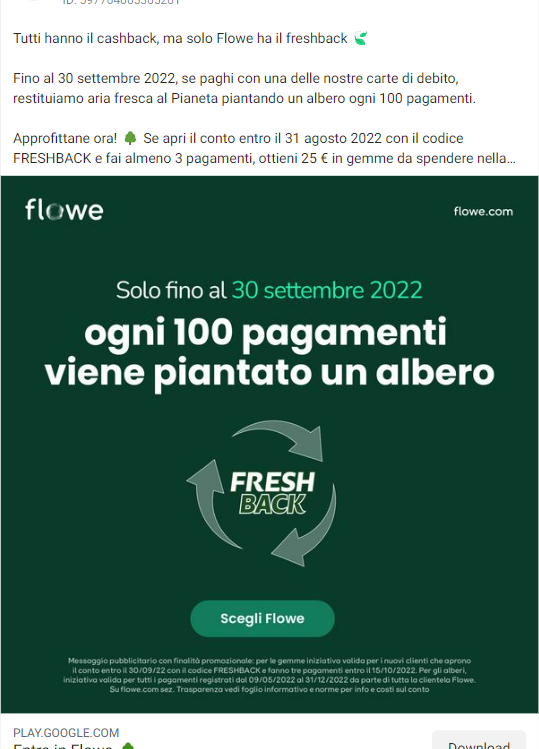 Tutti hanno il cashback, ma solo Flowe ha il freshback
Fino al 30 settembre 2022, se paghi con una delle nostre carte di debito,
restituiamo aria fresca al Pianeta piantando un albero ogni 100 pagamenti.
Approfittane ora! Se apri il conto entro il 31 agosto 2022 con il codice
FRESHBACK e fai almeno 3 pagamenti, ottieni 25 € in gemme da spendere nella...
flowe
flowe.com
Solo fino al 30 settembre 2022
ogni 100 pagamenti
viene piantato un albero
FRESH
BACK
Scegli Flowe
Messaggio pubblicitario con finalità promozionale: per le gemme iniziativa valida per i nuovi clienti che aprono
il conto entro il 30/09/22 con il codice FRESHBACK e fanno tre pagamenti entro il 15/10/2022. Per gli alberi,
iniziativa valida per tutti i pagamenti registrati dal 09/05/2022 al 31/12/2022 da parte di tutta la clientela Flowe.
Su flowe.com sez. Trasparenza vedi foglio informativo e norme per info e costi sul conto
PLAY.GOOGLE.COM
Entra in Flowe
Download